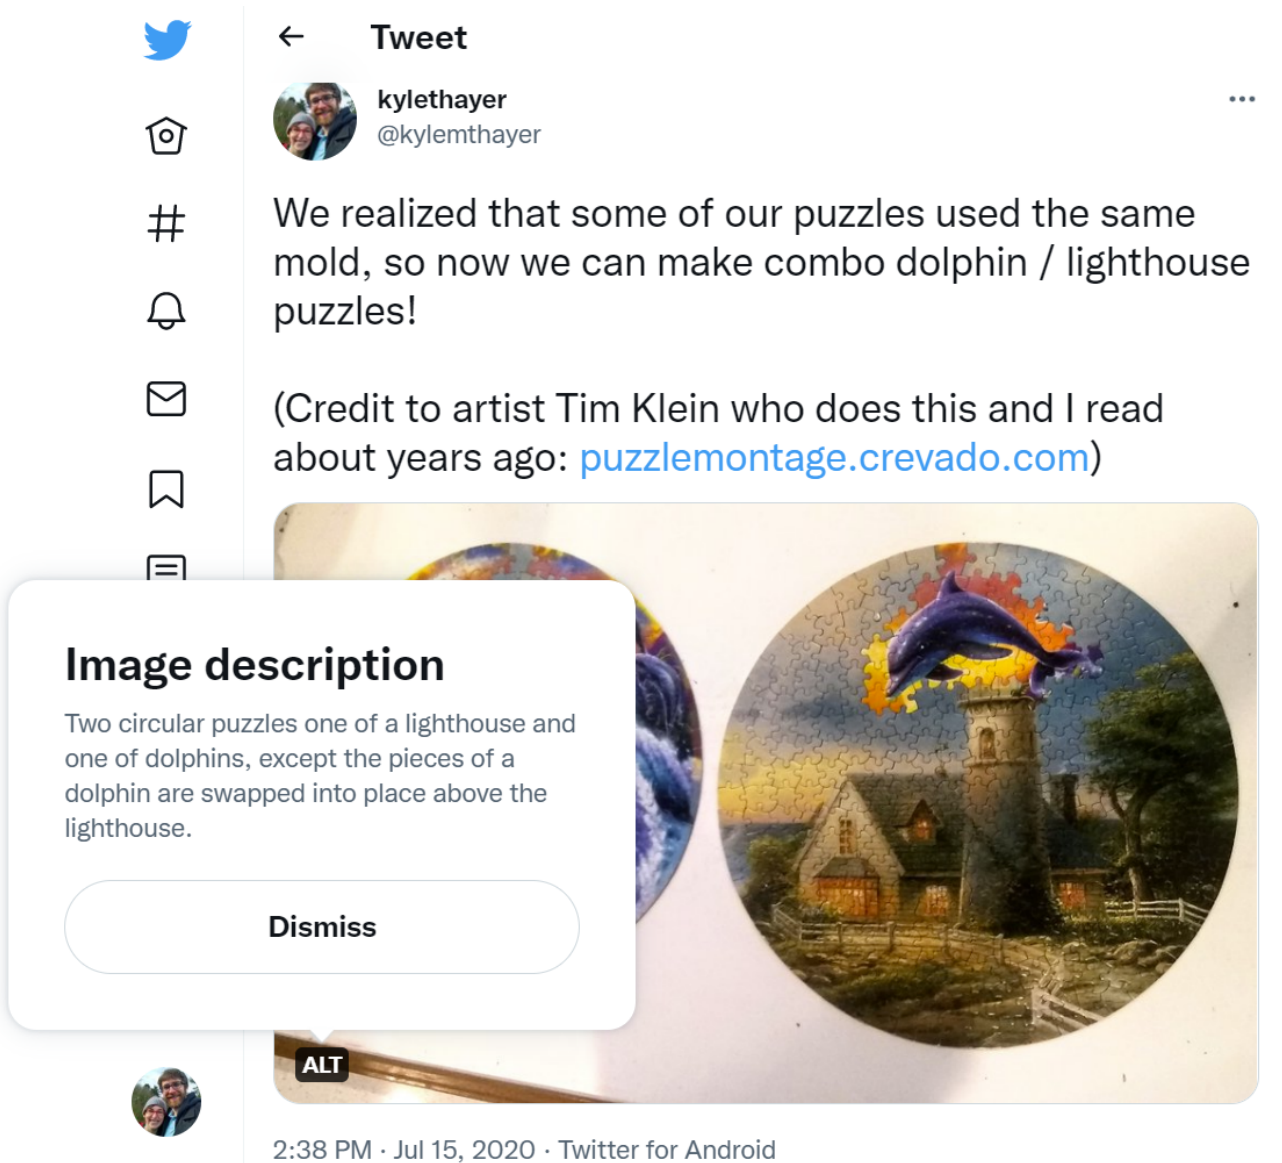 Tweet
kylethayer
@kylemthayer
We realized that some of our puzzles used the same
mold, so now we can make combo dolphin / lighthouse
puzzles!
(Credit to artist Tim Klein who does this and I read
about years ago: puzzlemontage.crevado.com)
Image description
Two circular puzzles one of a lighthouse and
one of dolphins, except the pieces of a
dolphin are swapped into place above the
lighthouse.
Dismiss
ALT
2:38 PM · Jul 15, 2020 · Twitter for Android